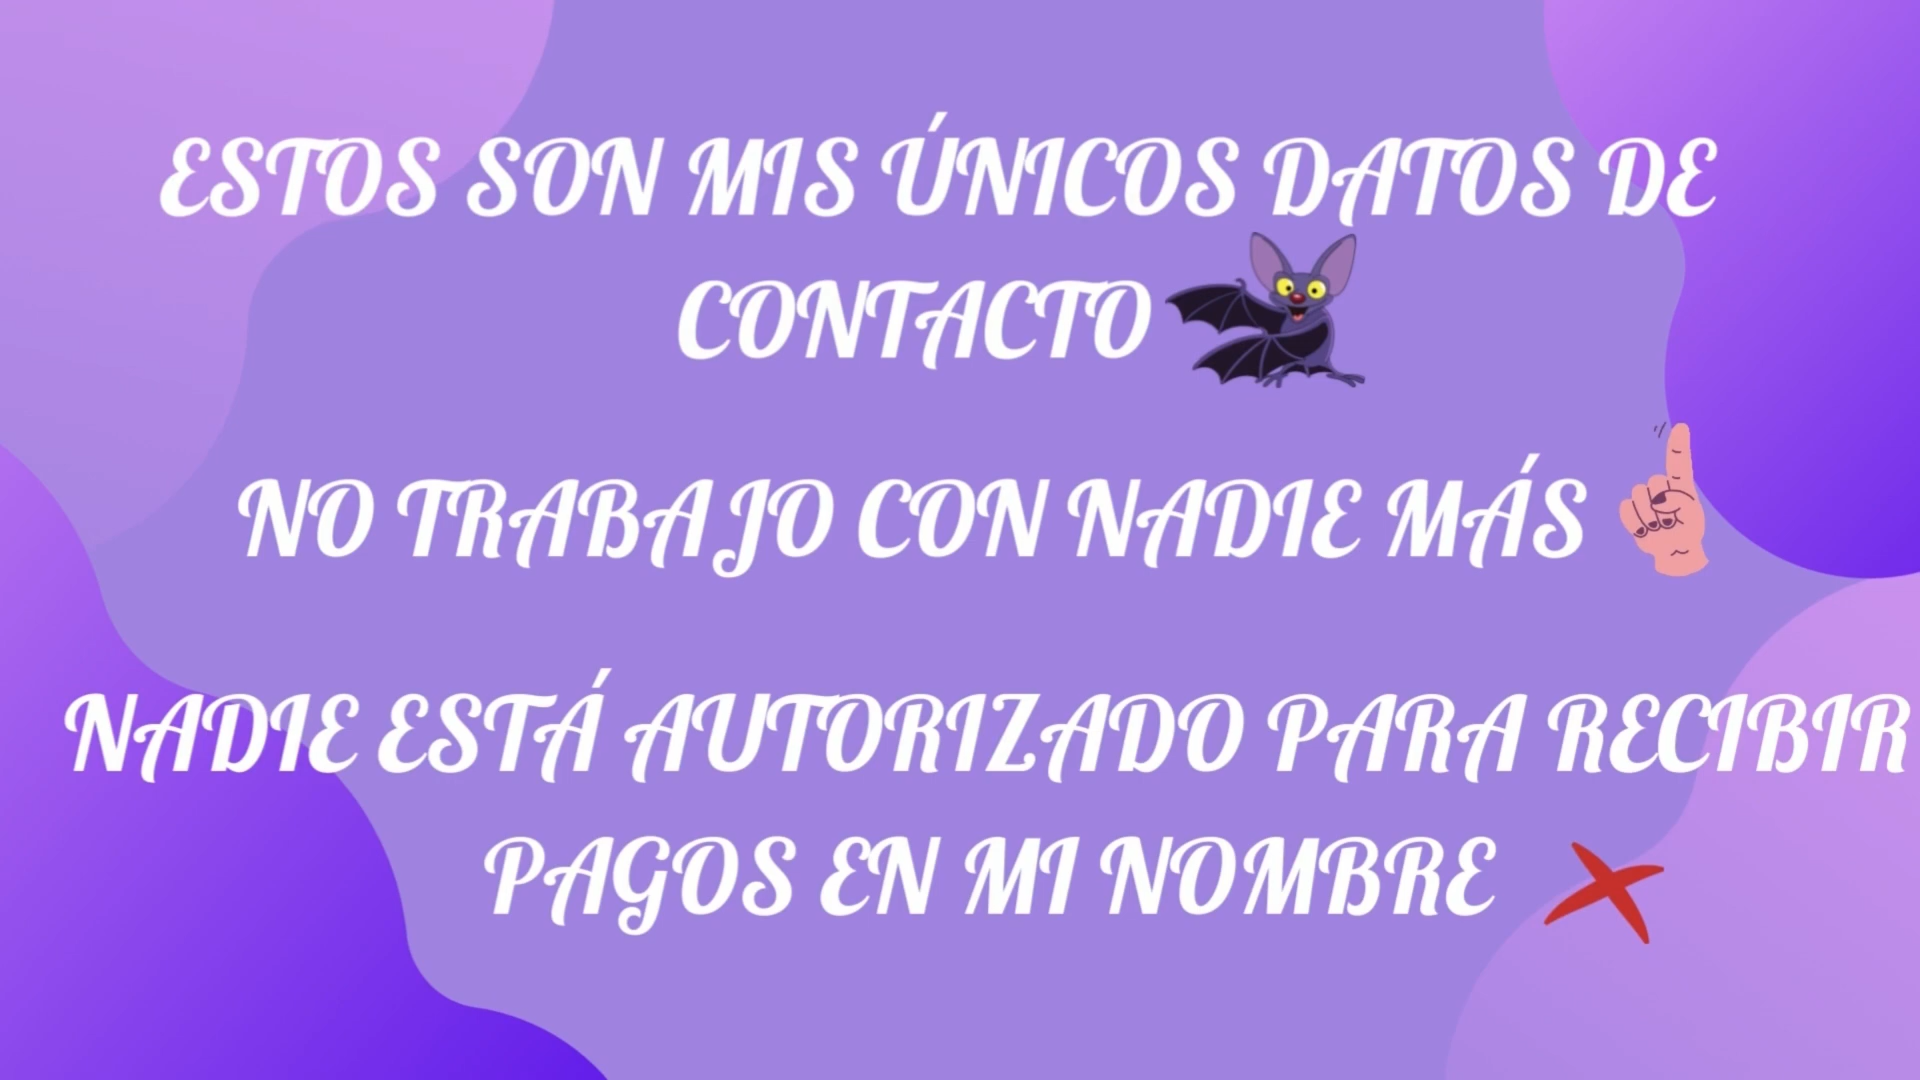 ESTOS SON MIS ÚNICOS DATOS DE
CONTACTO
NO TRABAJO CON NADIE MÁS
NADIE ESTÁ AUTORIZADO PARA RECIBIR
PAGOS EN MI NOMBRE